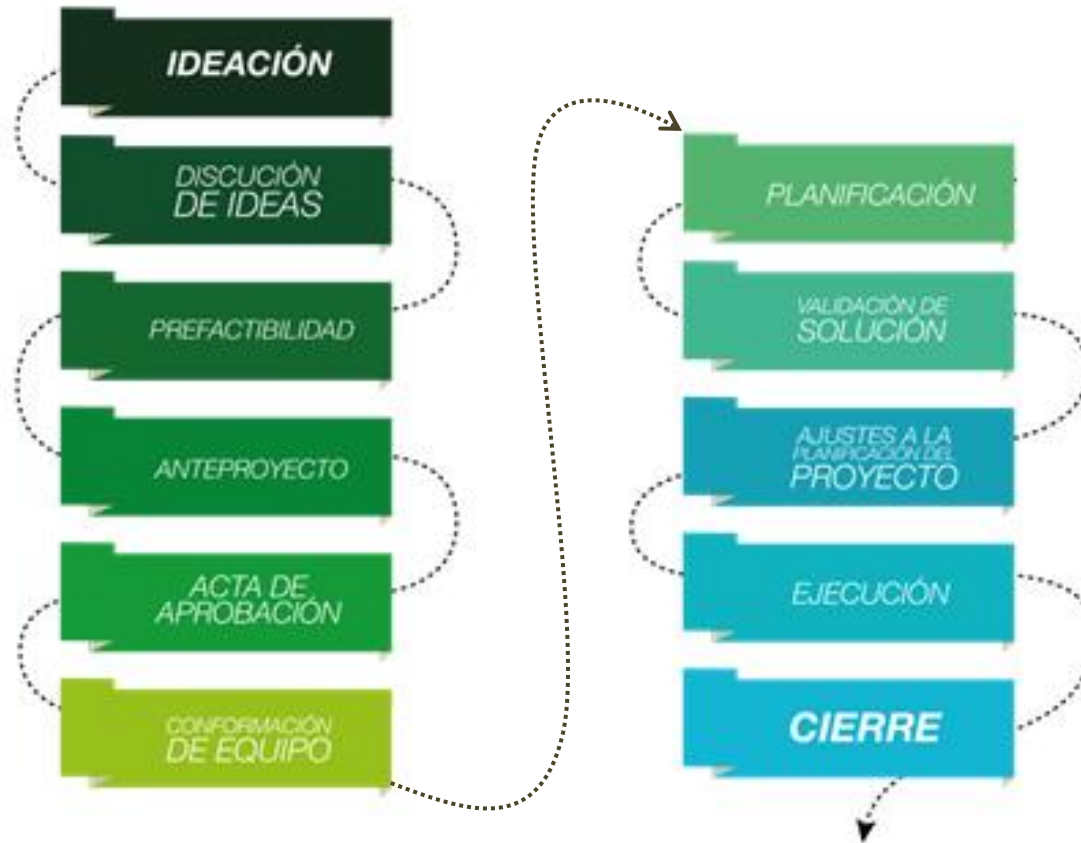 IDEACIÓN
DISCUCIÓN
DE IDEAS
PREFACTIBILIDAD
ANTEPROYECTO
ACTA DE
APROBACIÓN
CONFORMACIÓN
DE EQUIPO
PLANIFICACIÓN
VALIDACIÓN DE
SOLUCIÓN
AJUSTES A LA
PLANIFICACIÓN DEL
PROYECTO
EJECUCIÓN
CIERRE